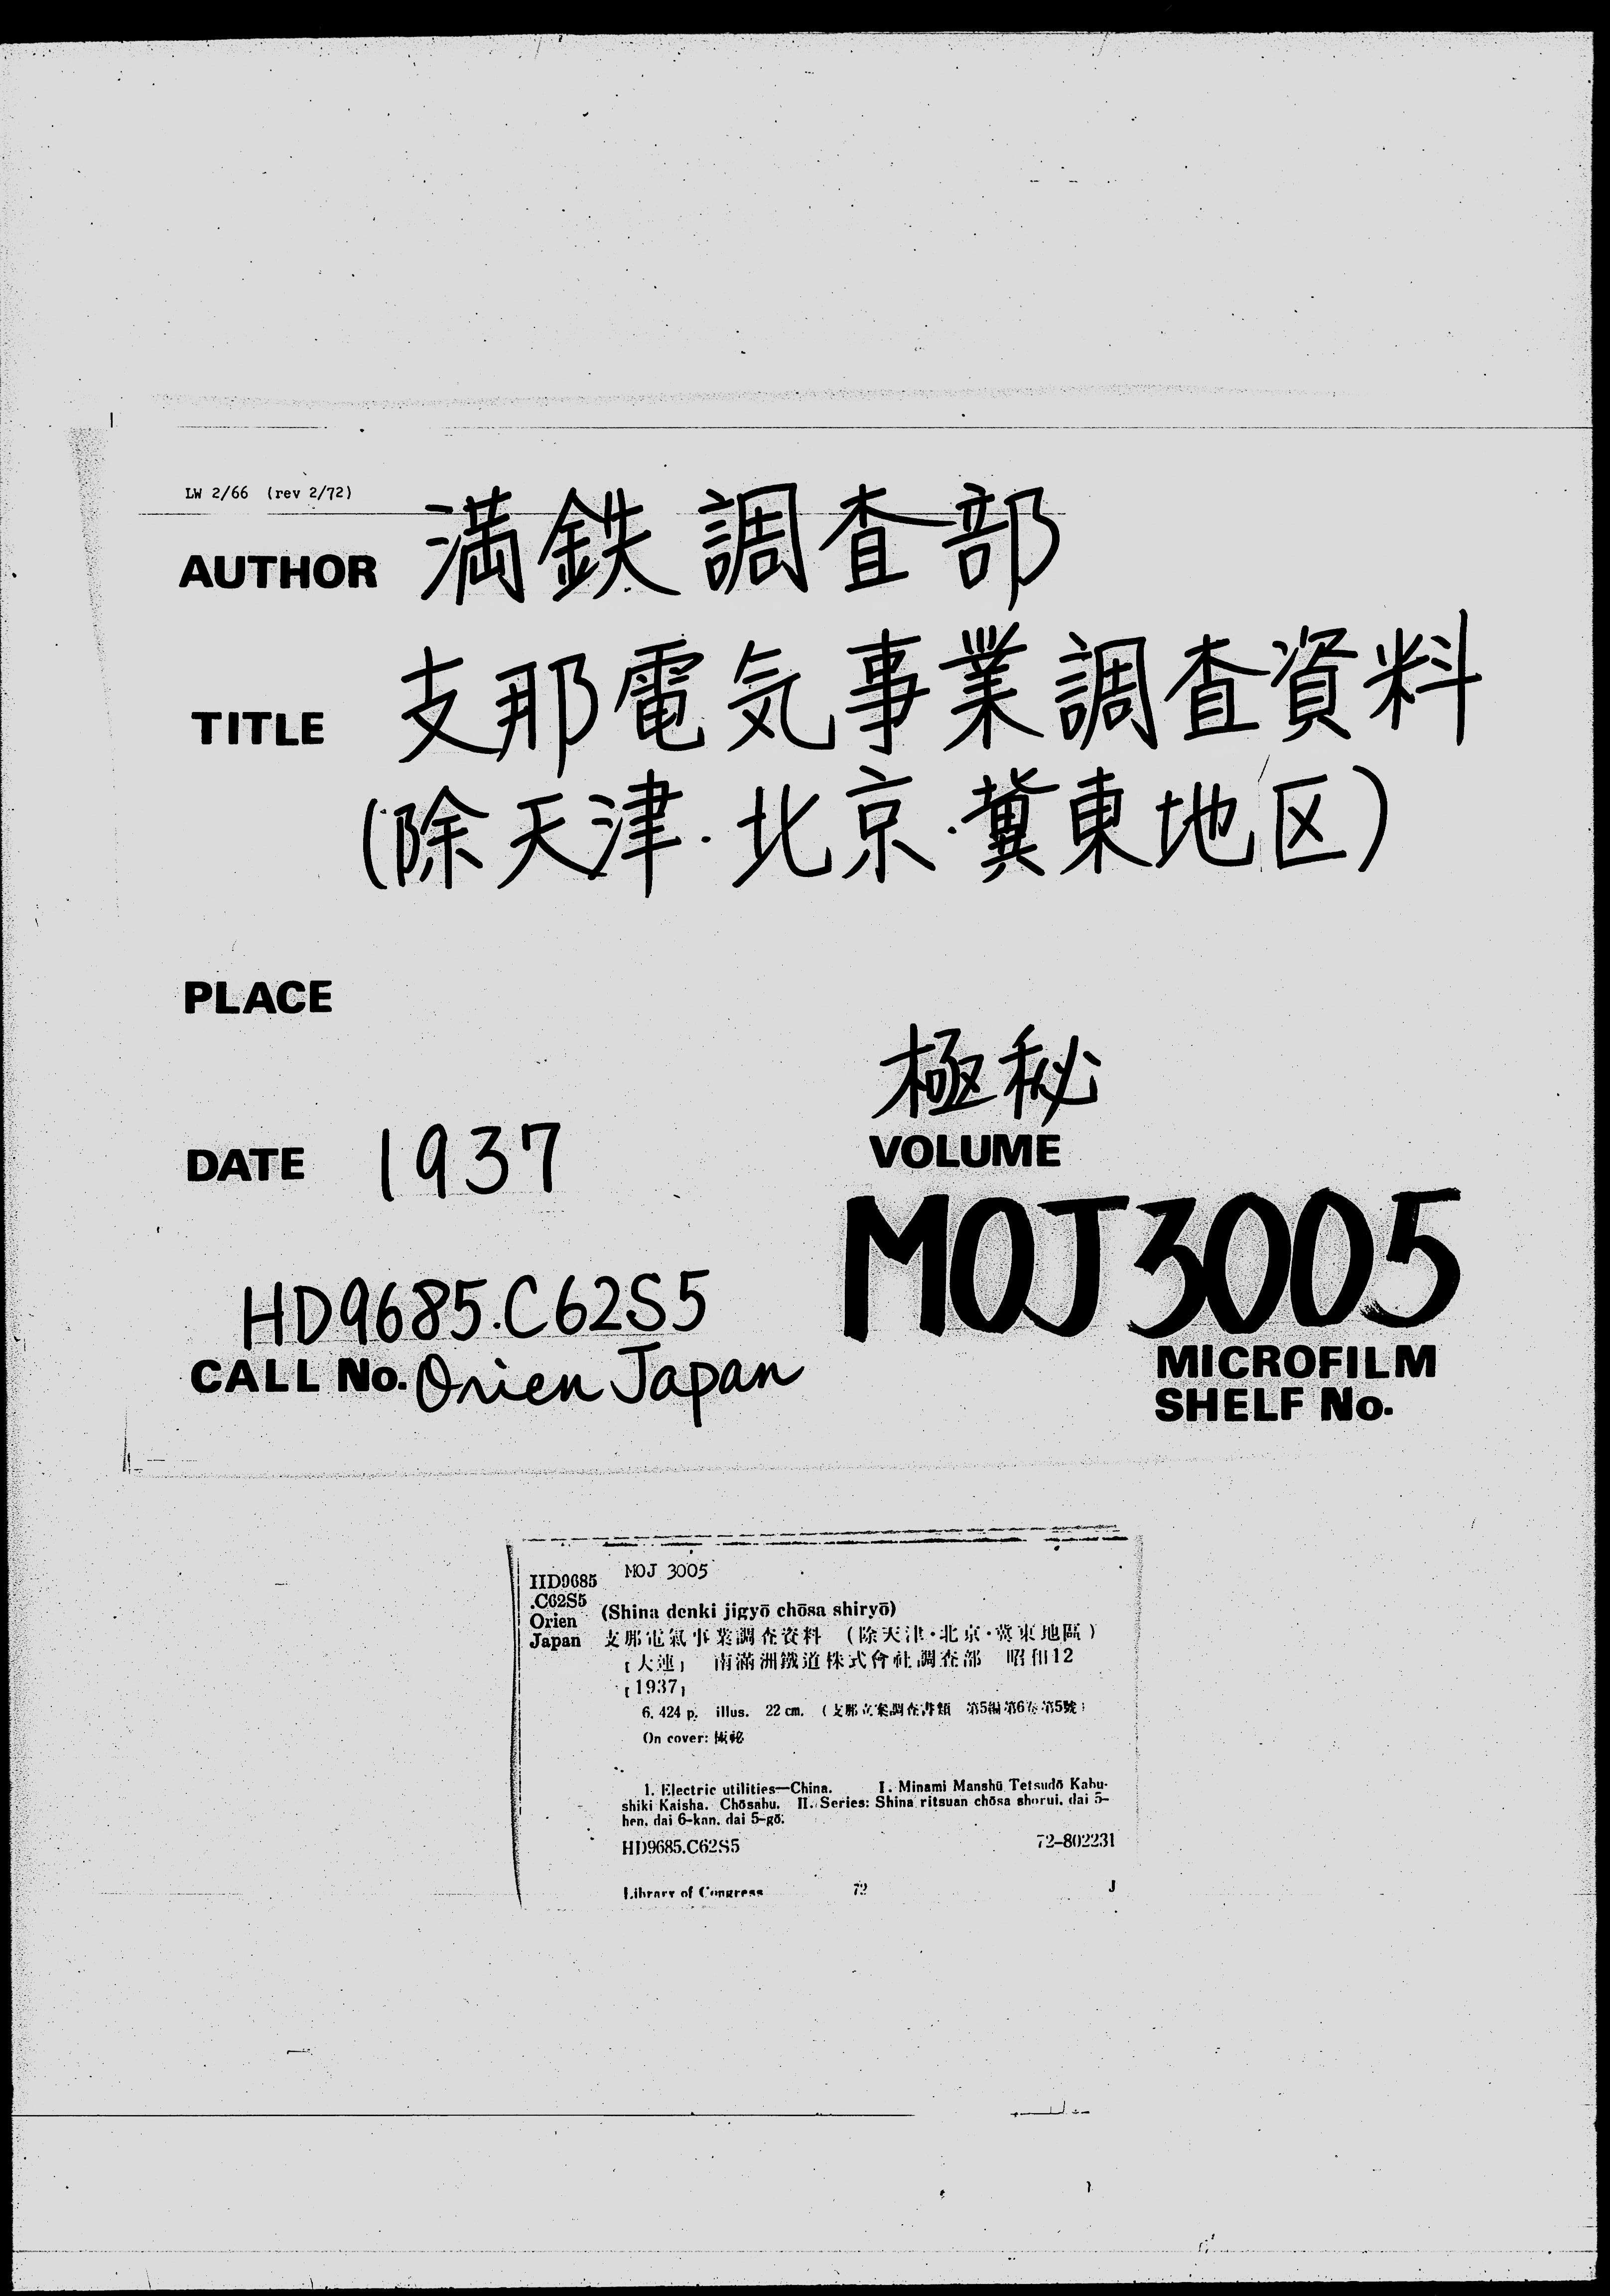 LW 2/66 (rev 2/72)
AUTHOR 満鉄調査部
TITLE 支那電気事業調査資料
(除天津・北京・冀東地区)
PLACE
極秘
DATE 1937
VOLUME
MOJ3005
HD9685.C62S5
CALL No. Orien Japan
MICROFILM
SHELF No.
HD9685 MOJ 3005
.C62S5
Orien (Shina denki jigyō chōsa shiryō)
Japan 支那電氣事業調査資料 (除天津・北京・冀東地區)
[大連] 南滿洲鐵道株式會社調査部 昭和12
[1937]
6, 424 p. illus. 22 cm. (支那立案調査書類 第5編第6卷第5號)
On cover: 極秘
1. Electric utilities—China. I. Minami Manshū Tetsudō Kabu-
shiki Kaisha. Chōsabu. II. Series: Shina ritsuan chōsa shorui, dai 5-
hen, dai 6-kan, dai 5-gō.
HD9685.C62S5 72-802231
Library of Congress 72 J